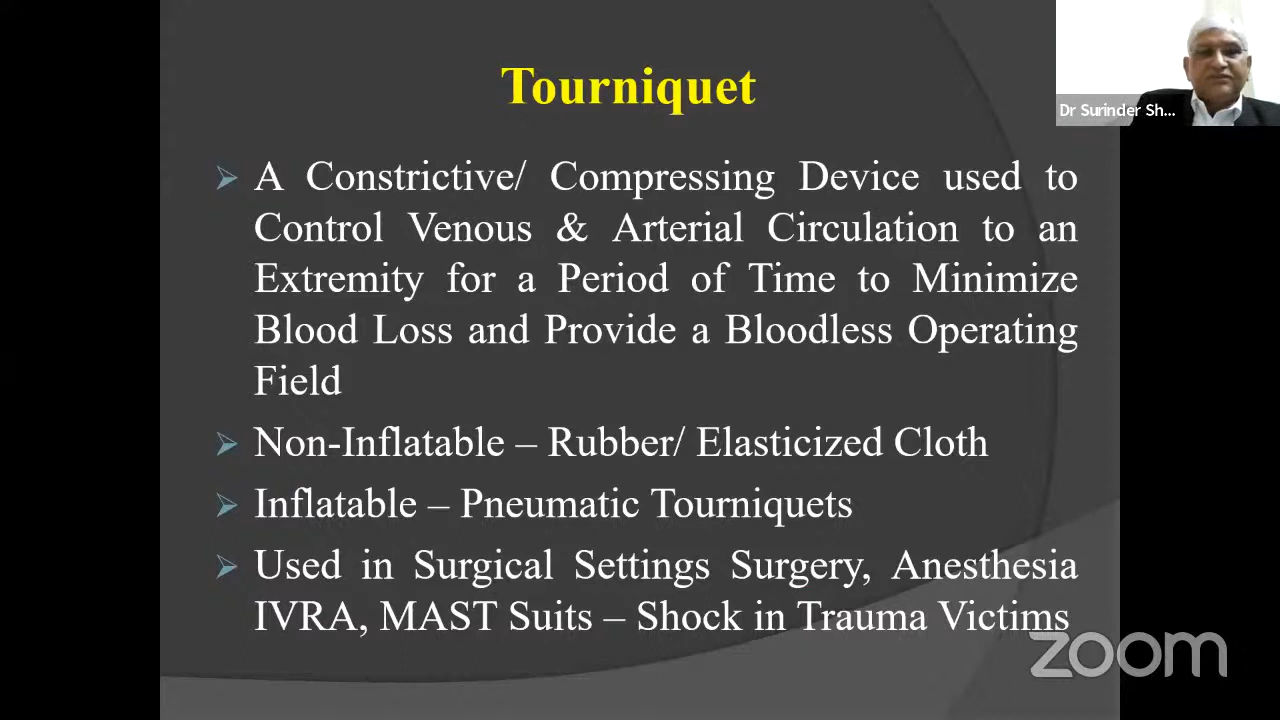 Tourniquet
Dr Surinder Sh...
A Constrictive/ Compressing Device used to
Control Venous & Arterial Circulation to an
Extremity for a Period of Time to Minimize
Blood Loss and Provide a Bloodless Operating
Field
Non-Inflatable – Rubber/ Elasticized Cloth
Inflatable – Pneumatic Tourniquets
Used in Surgical Settings Surgery, Anesthesia
IVRA, MAST Suits – Shock in Trauma Victims
zoom